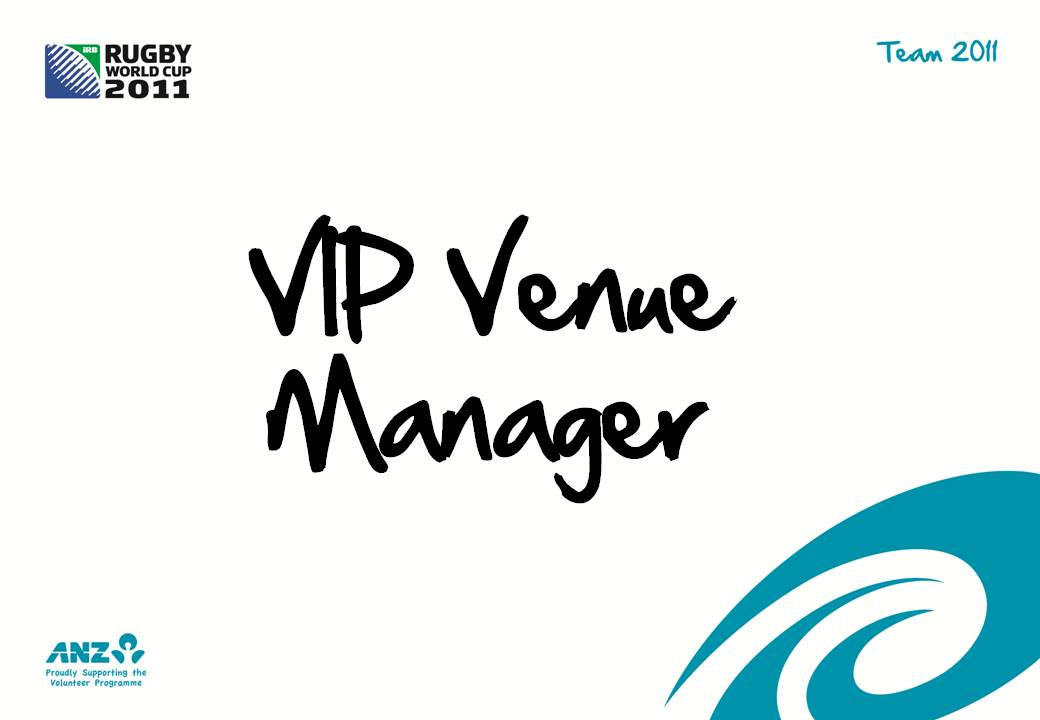 iRB
RUGBY
WORLD CUP
2011
Team 2011
VIP Venue
Manager
ANZ
Proudly Supporting the
Volunteer Programme